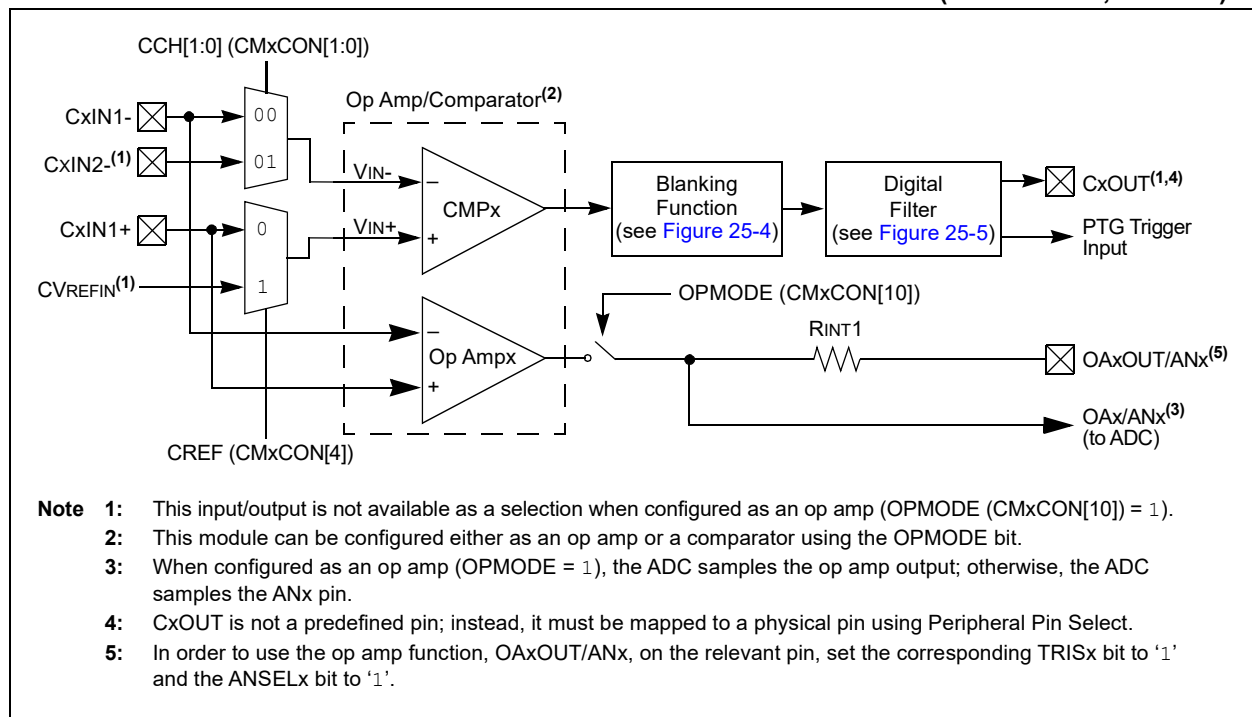 CCH[1:0] (CMxCON[1:0])
Op Amp/Comparator(2)
CxIN1-
00
CxIN2-(1)
01
VIN-
–
CMPx
Blanking
Function
(see Figure 25-4)
Digital
Filter
(see Figure 25-5)
CxOUT(1,4)
PTG Trigger
Input
CxIN1+
0
VIN+
+
CVREFIN(1)
1
OPMODE (CMxCON[10])
RINT1
–
Op Ampx
+
OAxOUT/ANx(5)
OAx/ANx(3)
(to ADC)
CREF (CMxCON[4])
Note 1: This input/output is not available as a selection when configured as an op amp (OPMODE (CMxCON[10]) = 1).
2: This module can be configured either as an op amp or a comparator using the OPMODE bit.
3: When configured as an op amp (OPMODE = 1), the ADC samples the op amp output; otherwise, the ADC
samples the ANx pin.
4: CxOUT is not a predefined pin; instead, it must be mapped to a physical pin using Peripheral Pin Select.
5: In order to use the op amp function, OAxOUT/ANx, on the relevant pin, set the corresponding TRISx bit to ‘1’
and the ANSELx bit to ‘1’.